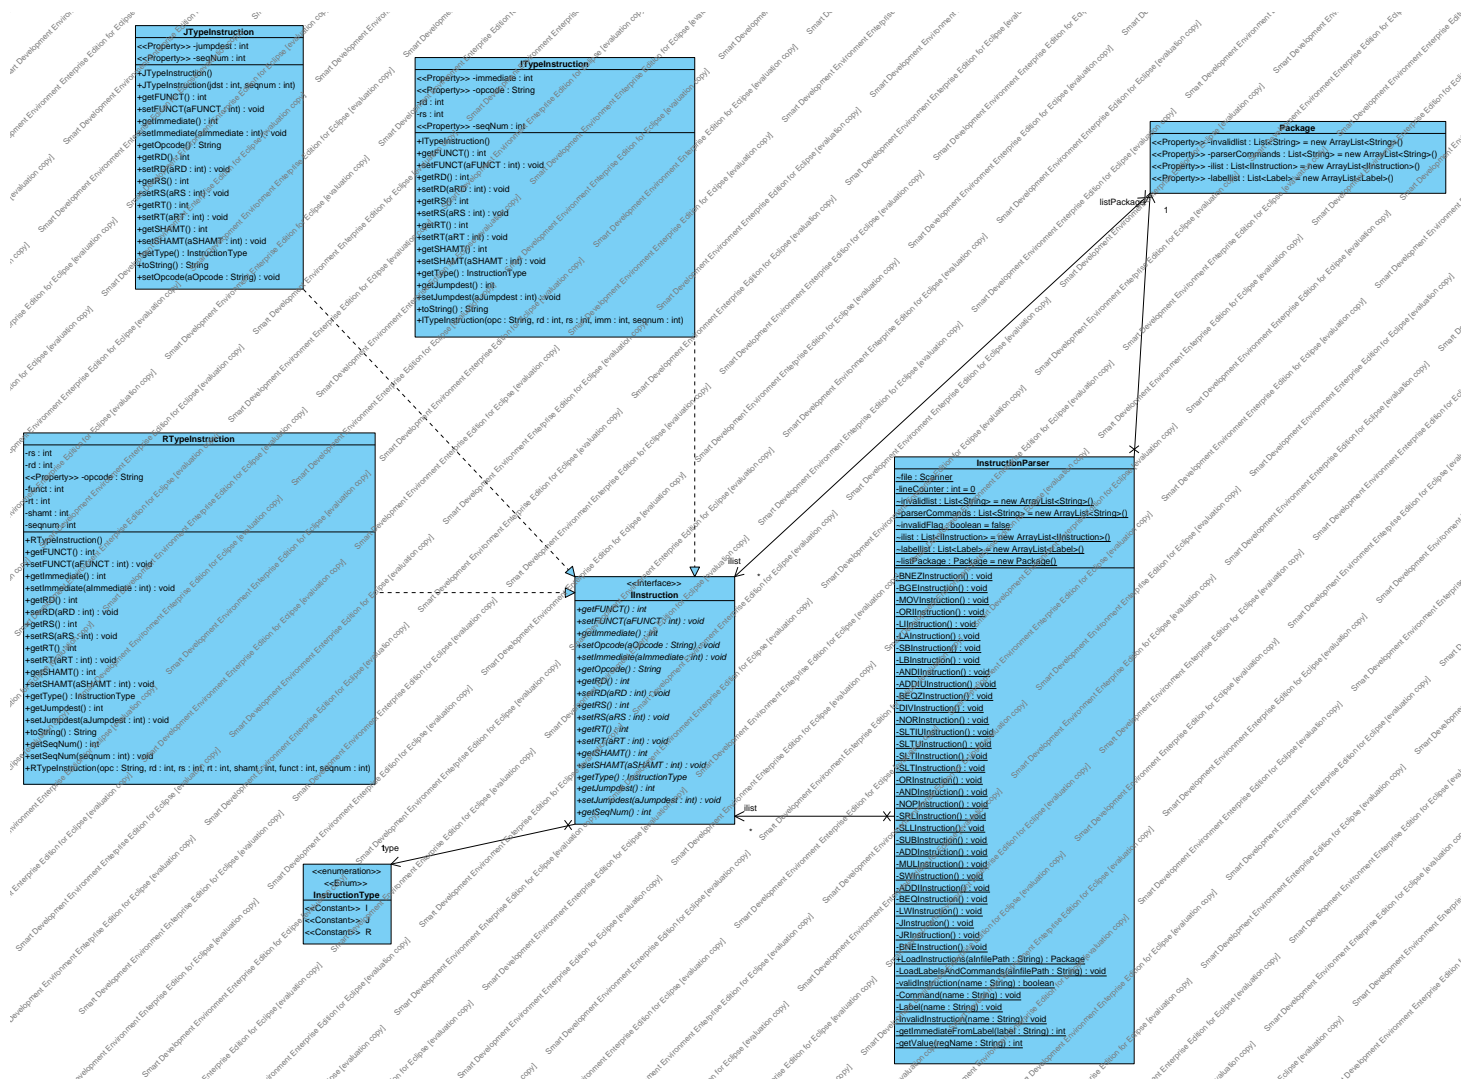 JTypeInstruction
<<Property>> -jumpdest : int
<<Property>> -seqNum : int
+JTypeInstruction()
+JTypeInstruction(jdst : int, seqnum : int)
+getFUNCT() : int
+setFUNCT(aFUNCT : int) : void
+getImmediate() : int
+setImmediate(aImmediate : int) : void
+getOpcode() : String
+getRD() : int
+setRD(aRD : int) : void
+getRS() : int
+setRS(aRS : int) : void
+getRT() : int
+setRT(aRT : int) : void
+getSHAMT() : int
+setSHAMT(aSHAMT : int) : void
+getType() : InstructionType
+toString() : String
+setOpcode(aOpcode : String) : void
ITypeInstruction
<<Property>> -immediate : int
<<Property>> -opcode : String
-rd : int
-rs : int
<<Property>> -seqNum : int
+ITypeInstruction()
+getFUNCT() : int
+setFUNCT(aFUNCT : int) : void
+getRD() : int
+setRD(aRD : int) : void
+getRS() : int
+setRS(aRS : int) : void
+getRT() : int
+setRT(aRT : int) : void
+getSHAMT() : int
+setSHAMT(aSHAMT : int) : void
+getType() : InstructionType
+getJumpdest() : int
+setJumpdest(aJumpdest : int) : void
+toString() : String
+ITypeInstruction(opc : String, rd : int, rs : int, imm : int, seqnum : int)
Package
<<Property>> -invalidlist : List<String> = new ArrayList<String>()
<<Property>> -parserCommands : List<String> = new ArrayList<String>()
<<Property>> -ilist : List<IInstruction> = new ArrayList<IInstruction>()
<<Property>> -labellist : List<Label> = new ArrayList<Label>()
listPackage
1
RTypeInstruction
-rs : int
-rd : int
<<Property>> -opcode : String
-funct : int
-rt : int
-shamt : int
-seqnum : int
+RTypeInstruction()
+getFUNCT() : int
+setFUNCT(aFUNCT : int) : void
+getImmediate() : int
+setImmediate(aImmediate : int) : void
+getRD() : int
+setRD(aRD : int) : void
+getRS() : int
+setRS(aRS : int) : void
+getRT() : int
+setRT(aRT : int) : void
+getSHAMT() : int
+setSHAMT(aSHAMT : int) : void
+getType() : InstructionType
+getJumpdest() : int
+setJumpdest(aJumpdest : int) : void
+toString() : String
+getSeqNum() : int
+setSeqNum(seqnum : int) : void
+RTypeInstruction(opc : String, rd : int, rs : int, rt : int, shamt : int, funct : int, seqnum : int)
ilist
*
<<Interface>>
IInstruction
+getFUNCT() : int
+setFUNCT(aFUNCT : int) : void
+getImmediate() : int
+setOpcode(aOpcode : String) : void
+setImmediate(aImmediate : int) : void
+getOpcode() : String
+getRD() : int
+setRD(aRD : int) : void
+getRS() : int
+setRS(aRS : int) : void
+getRT() : int
+setRT(aRT : int) : void
+getSHAMT() : int
+setSHAMT(aSHAMT : int) : void
+getType() : InstructionType
+getJumpdest() : int
+setJumpdest(aJumpdest : int) : void
+getSeqNum() : int
ilist
*
type
<<enumeration>>
<<Enum>>
InstructionType
<<Constant>> I
<<Constant>> J
<<Constant>> R
InstructionParser
~file : Scanner
-lineCounter : int = 0
~invalidlist : List<String> = new ArrayList<String>()
~parserCommands : List<String> = new ArrayList<String>()
~invalidFlag : boolean = false
~ilist : List<IInstruction> = new ArrayList<IInstruction>()
~labellist : List<Label> = new ArrayList<Label>()
~listPackage : Package = new Package()
-BNEZInstruction() : void
-BGEInstruction() : void
-MOVInstruction() : void
-ORIInstruction() : void
-LIInstruction() : void
-LAInstruction() : void
-SBInstruction() : void
-LBInstruction() : void
-ANDIInstruction() : void
-ADDIUInstruction() : void
-BEQZInstruction() : void
-DIVInstruction() : void
-NORInstruction() : void
-SLTIUInstruction() : void
-SLTUInstruction() : void
-SLTIInstruction() : void
-SLTInstruction() : void
-ORInstruction() : void
-ANDInstruction() : void
-NOPInstruction() : void
-SRLInstruction() : void
-SLLInstruction() : void
-SUBInstruction() : void
-ADDInstruction() : void
-MULInstruction() : void
-SWInstruction() : void
-ADDIInstruction() : void
-BEQInstruction() : void
-LWInstruction() : void
-JInstruction() : void
-JRInstruction() : void
-BNEInstruction() : void
+LoadInstructions(aInfilePath : String) : Package
-LoadLabelsAndCommands(aInfilePath : String) : void
-validInstruction(name : String) : boolean
-Command(name : String) : void
-Label(name : String) : void
-InvalidInstruction(name : String) : void
-getImmediateFromLabel(label : String) : int
-getValue(regName : String) : int
Smart Development Environment Enterprise Edition for Eclipse [evaluation copy]